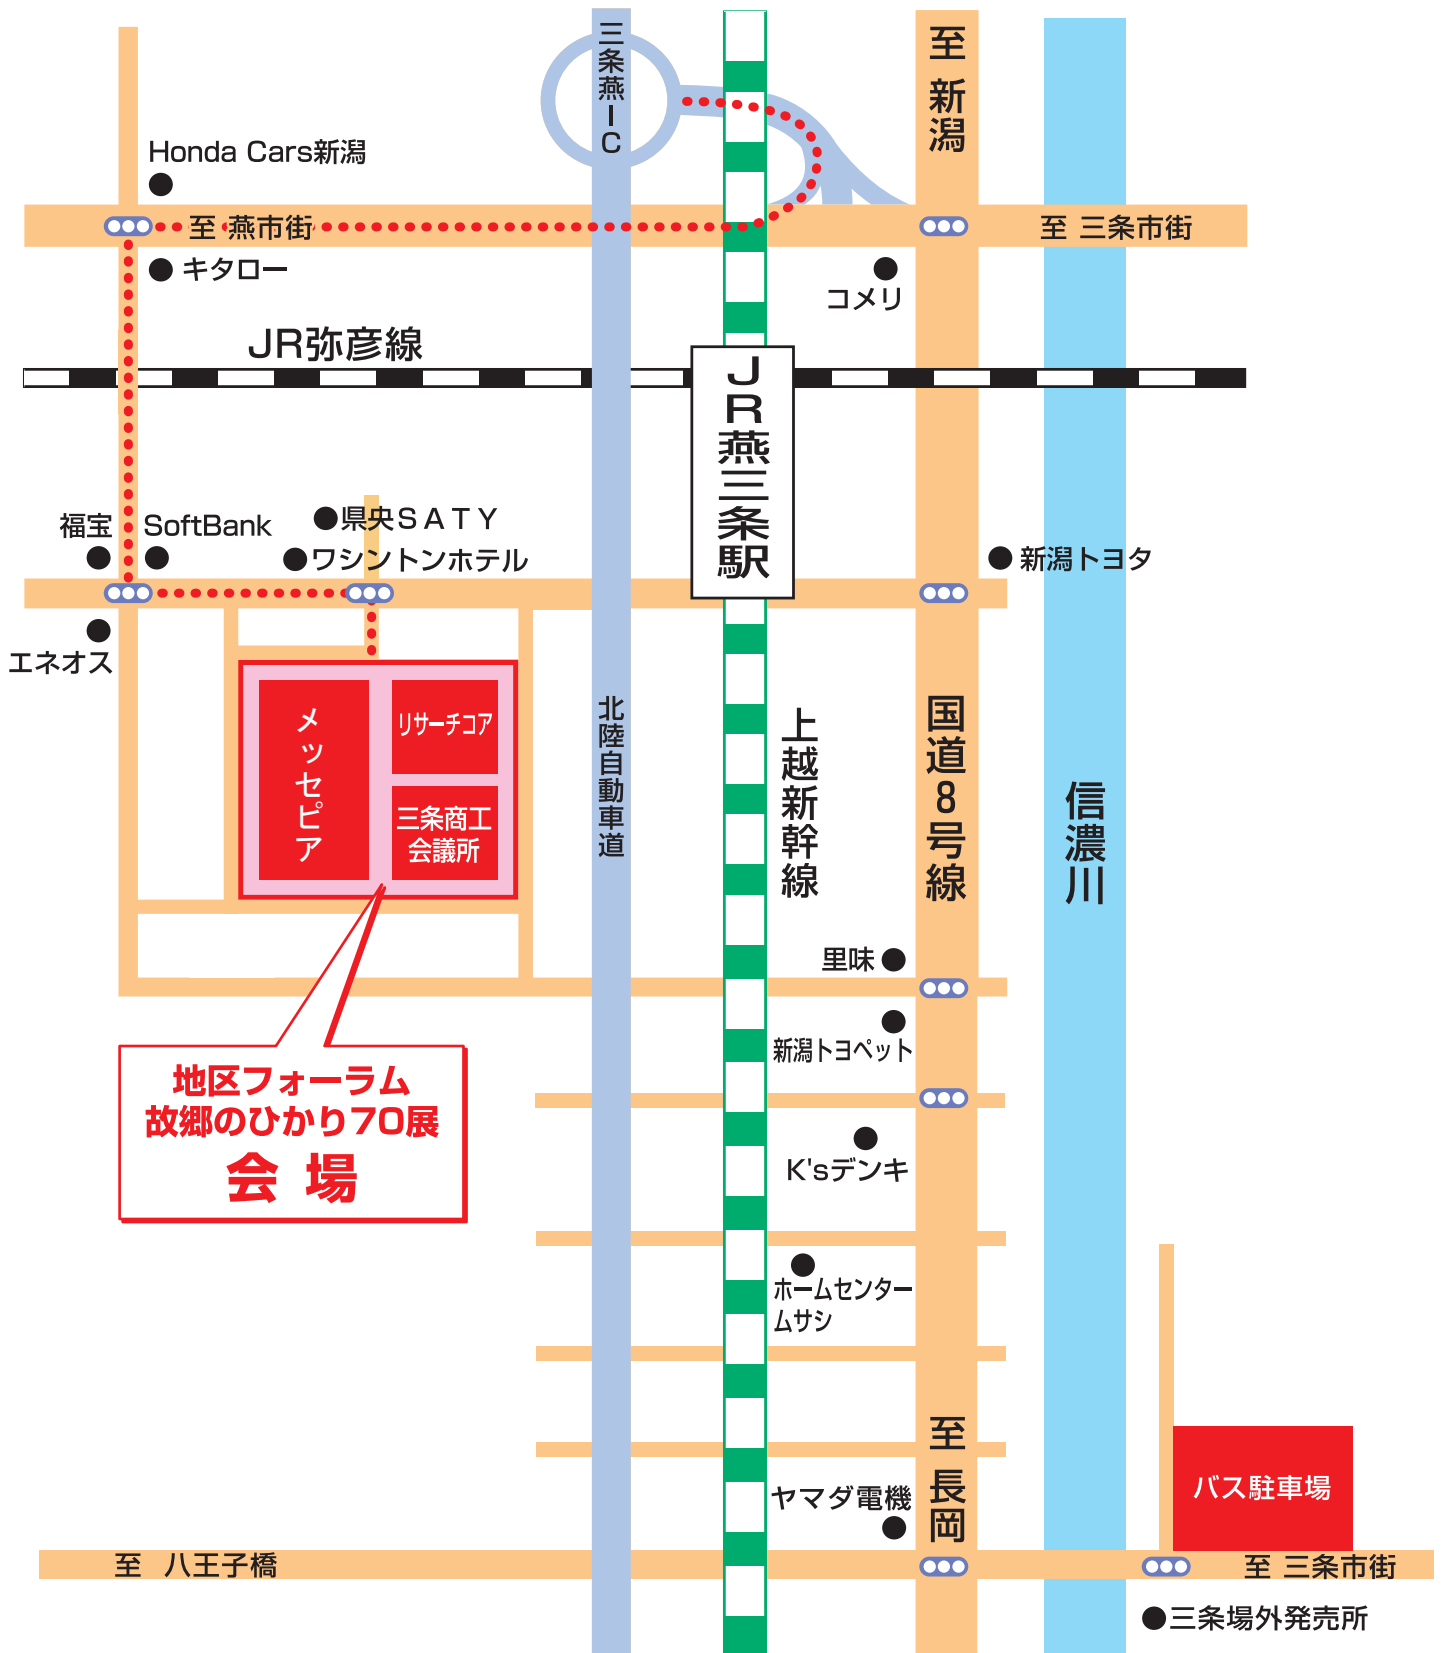 三条燕IC
至 新潟
Honda Cars新潟
至 燕市街
至 三条市街
キタロー
コメリ
JR弥彦線
JR燕三条駅
福宝
SoftBank
県央SATY
ワシントンホテル
新潟トヨタ
エネオス
メッセピア
リサーチコア
三条商工
会議所
北陸自動車道
上越新幹線
国道8号線
信濃川
里味
新潟トヨペット
地区フォーラム
故郷のひかり70展
会 場
K'sデンキ
ホームセンター
ムサシ
至 長岡
ヤマダ電機
バス駐車場
至 八王子橋
至 三条市街
三条場外発売所